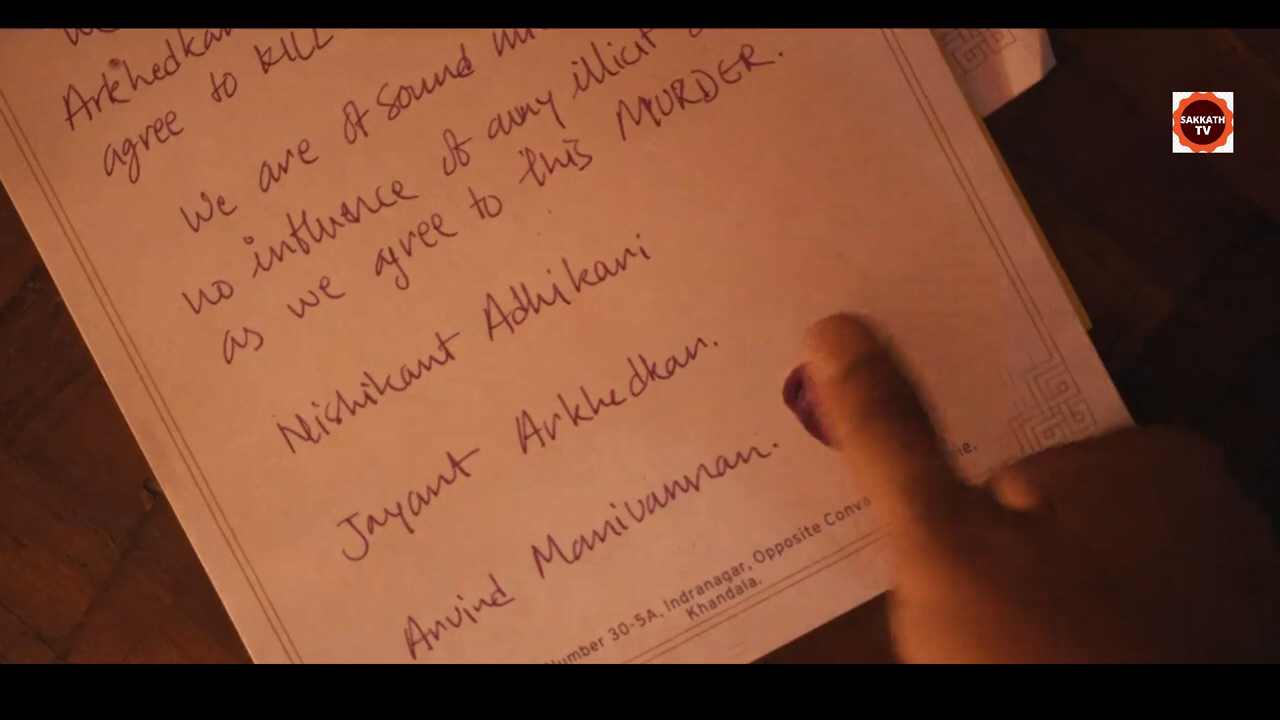 Arkhedkar
agree to KILL
We are of sound
no influence of any illicit
as we agree to this MURDER.
Nishikant Adhikari
Jayant Arkhedkar.
Arvind Manivannan.
Number 30-5A, Indranagar, Opposite
Khandala.
SAKKATH
TV